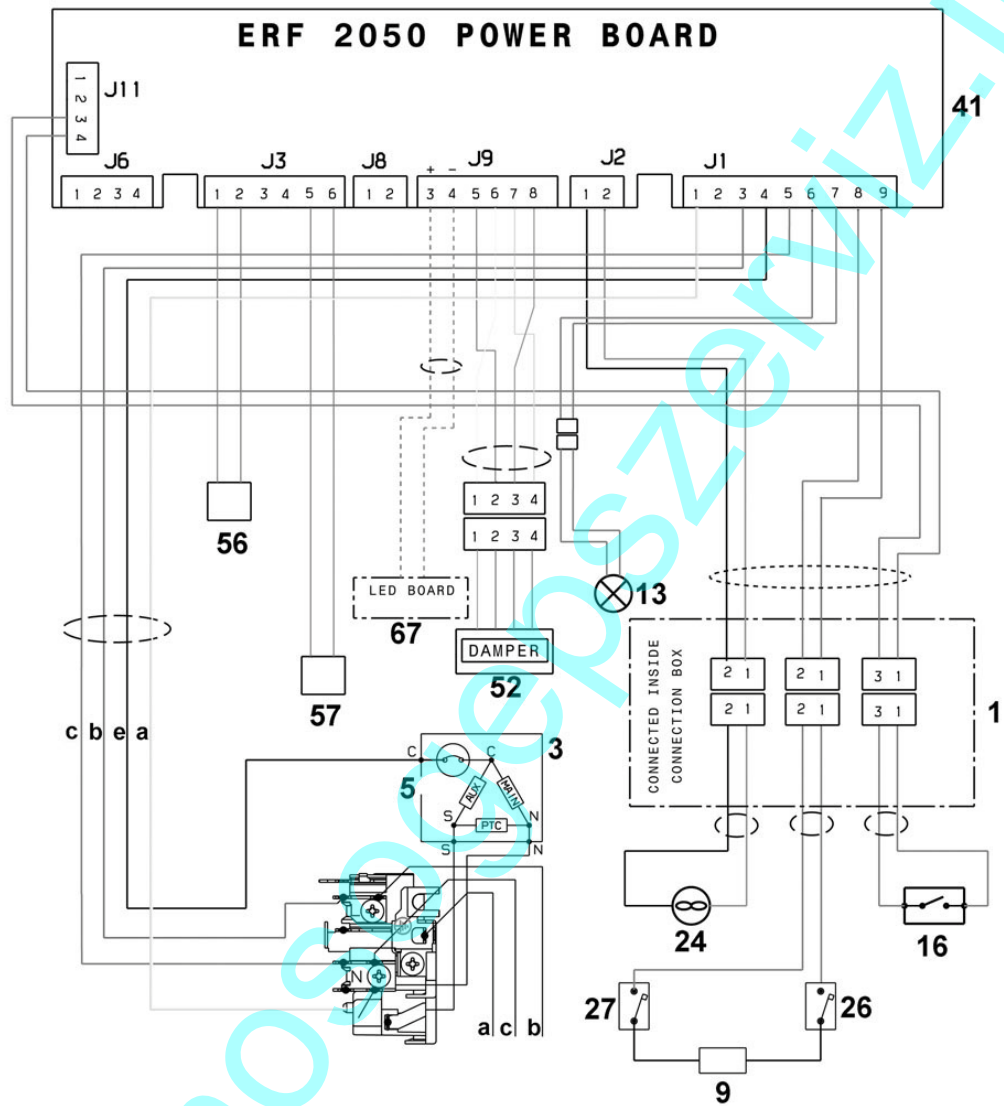 ERF 2050 POWER BOARD
J11
1
2
3
4
41
J6
J3
J8
+ -
J9
J2
J1
1 2 3 4
1 2 3 4 5 6
1 2
3 4 5 6 7 8
1 2
1 2 3 4 5 6 7 8 9
56
1 2 3 4
1 2 3 4
LED BOARD
67
13
DAMPER
52
57
CONNECTED INSIDE
CONNECTION BOX
2 1
2 1
3 1
2 1
2 1
3 1
1
c b e a
C
C
3
5
AUX
MAIN
S
PTC
N
S
N
24
16
N
a c b
27
26
9